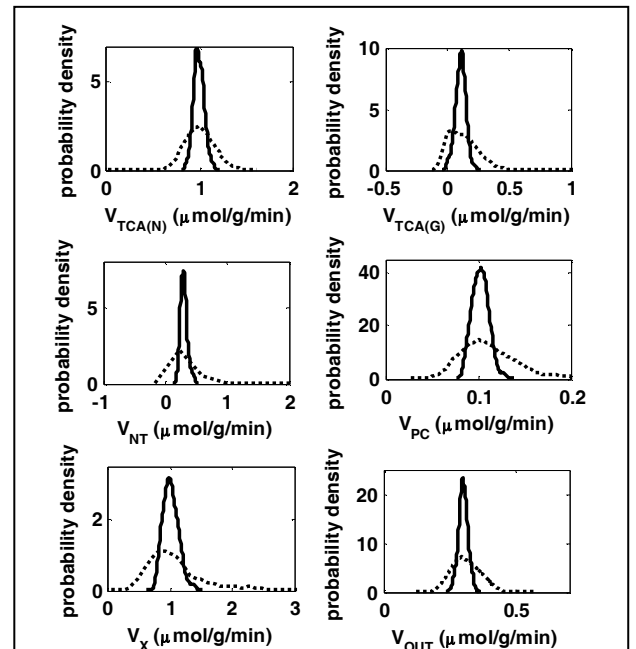 probability density
5
0
0
1
2
V_TCA(N) (μmol/g/min)
probability density
10
5
0
-0.5
0
0.5
1
V_TCA(G) (μmol/g/min)
probability density
5
0
-1
0
1
2
V_NT (μmol/g/min)
probability density
40
20
0
0
0.1
0.2
V_PC (μmol/g/min)
probability density
2
0
0
1
2
3
V_X (μmol/g/min)
probability density
20
10
0
0
0.5
V_OUT (μmol/g/min)